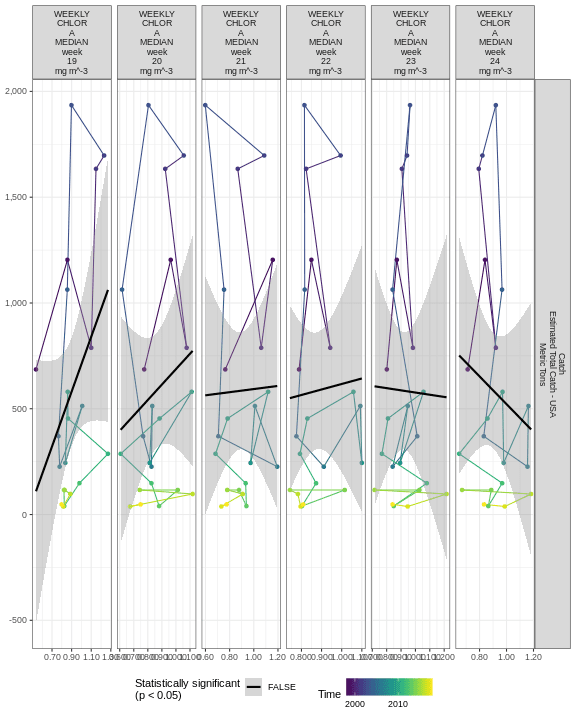 WEEKLY
CHLOR
A
MEDIAN
week
19
mg m^-3
WEEKLY
CHLOR
A
MEDIAN
week
20
mg m^-3
WEEKLY
CHLOR
A
MEDIAN
week
21
mg m^-3
WEEKLY
CHLOR
A
MEDIAN
week
22
mg m^-3
WEEKLY
CHLOR
A
MEDIAN
week
23
mg m^-3
WEEKLY
CHLOR
A
MEDIAN
week
24
mg m^-3
2,000
1,500
1,000
500
0
-500
Catch
Estimated Total Catch - USA
Metric Tons
0.70 0.90 1.10
0.60 1.00 1.20
0.80 1.00 1.20
Statistically significant
(p < 0.05)
FALSE
Time
2000 2010